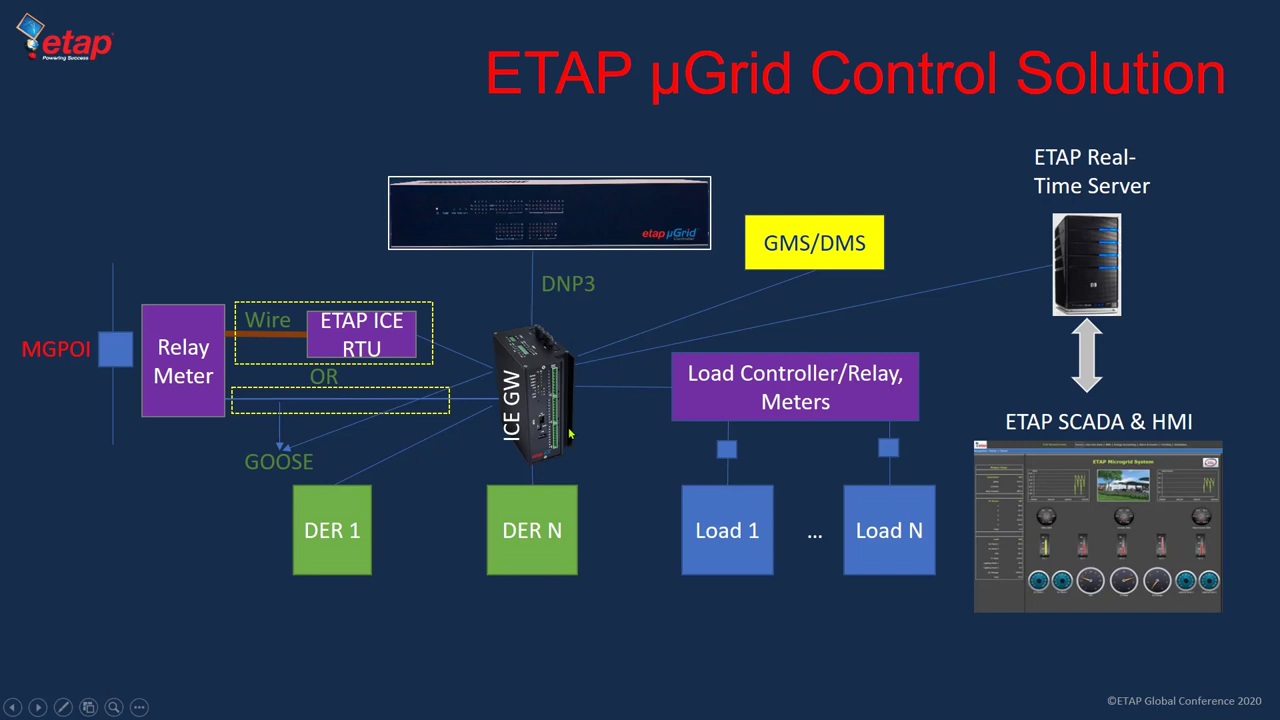 etap
Powering Success
ETAP µGrid Control Solution
ETAP Real-
Time Server
etap µGrid
Controller
GMS/DMS
DNP3
Wire
ETAP ICE
RTU
MGPOI
Relay
Meter
OR
ICE GW
Load Controller/Relay,
Meters
ETAP SCADA & HMI
GOOSE
ETAP Microgrid System
DER 1
DER N
Load 1
...
Load N
©ETAP Global Conference 2020